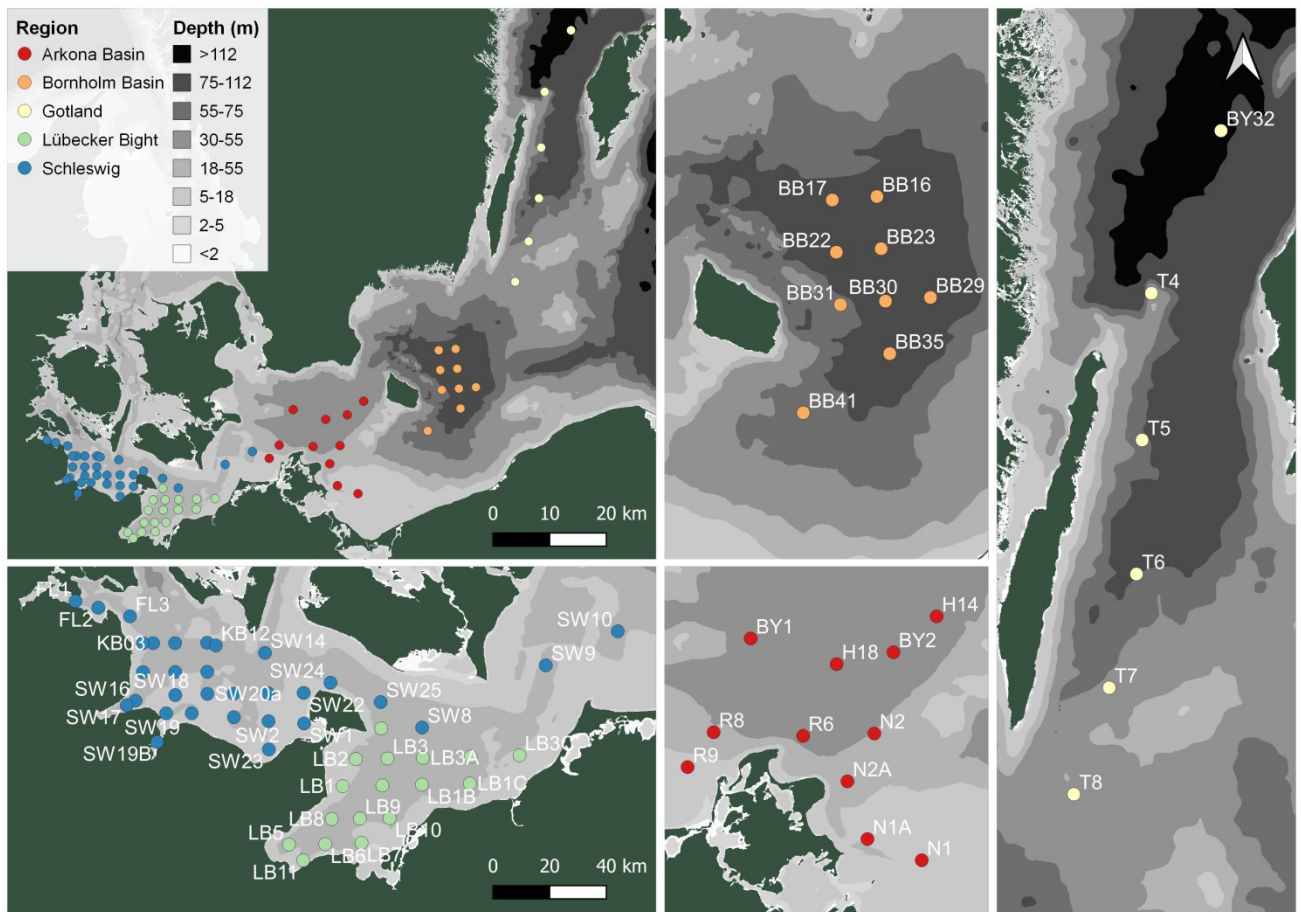 Region
Arkona Basin
Bornholm Basin
Gotland
Lübecker Bight
Schleswig
Depth (m)
>112
75-112
55-75
30-55
18-55
5-18
2-5
<2
0 10 20 km
BB17
BB16
BB22
BB23
BB31
BB30
BB29
BB35
BB41
BY32
T4
T5
T6
T7
T8
FL1
FL2
FL3
KB03
KB12
SW14
SW10
SW9
SW24
SW16
SW18
SW20a
SW22
SW25
SW17
SW19
SW2
SW1
SW8
SW19B
SW23
LB2
LB3
LB3A
LB3C
LB1
LB1B
LB1C
LB8
LB9
LB10
LB5
LB6
LB7
LB11
0 20 40 km
H14
BY1
BY2
H18
R8
R6
N2
R9
N2A
N1A
N1